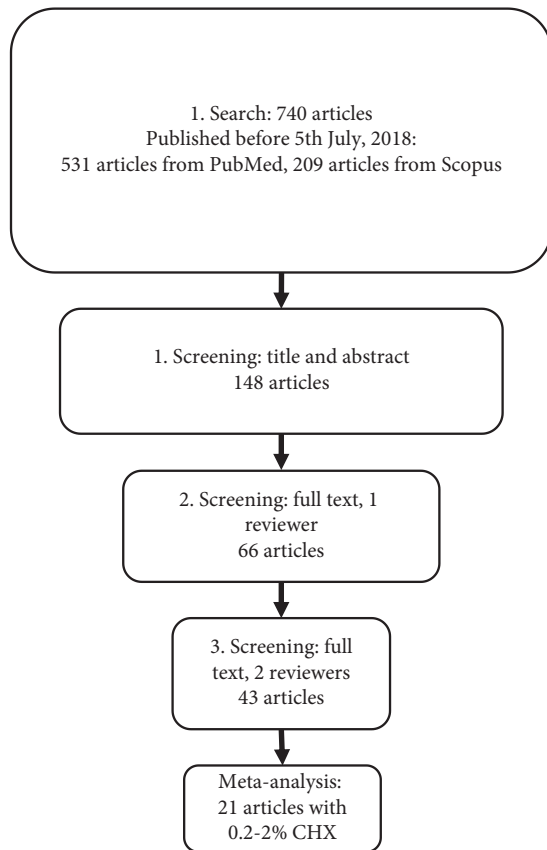 1. Search: 740 articles
Published before 5th July, 2018:
531 articles from PubMed, 209 articles from Scopus
1. Screening: title and abstract
148 articles
2. Screening: full text, 1
reviewer
66 articles
3. Screening: full
text, 2 reviewers
43 articles
Meta-analysis:
21 articles with
0.2-2% CHX